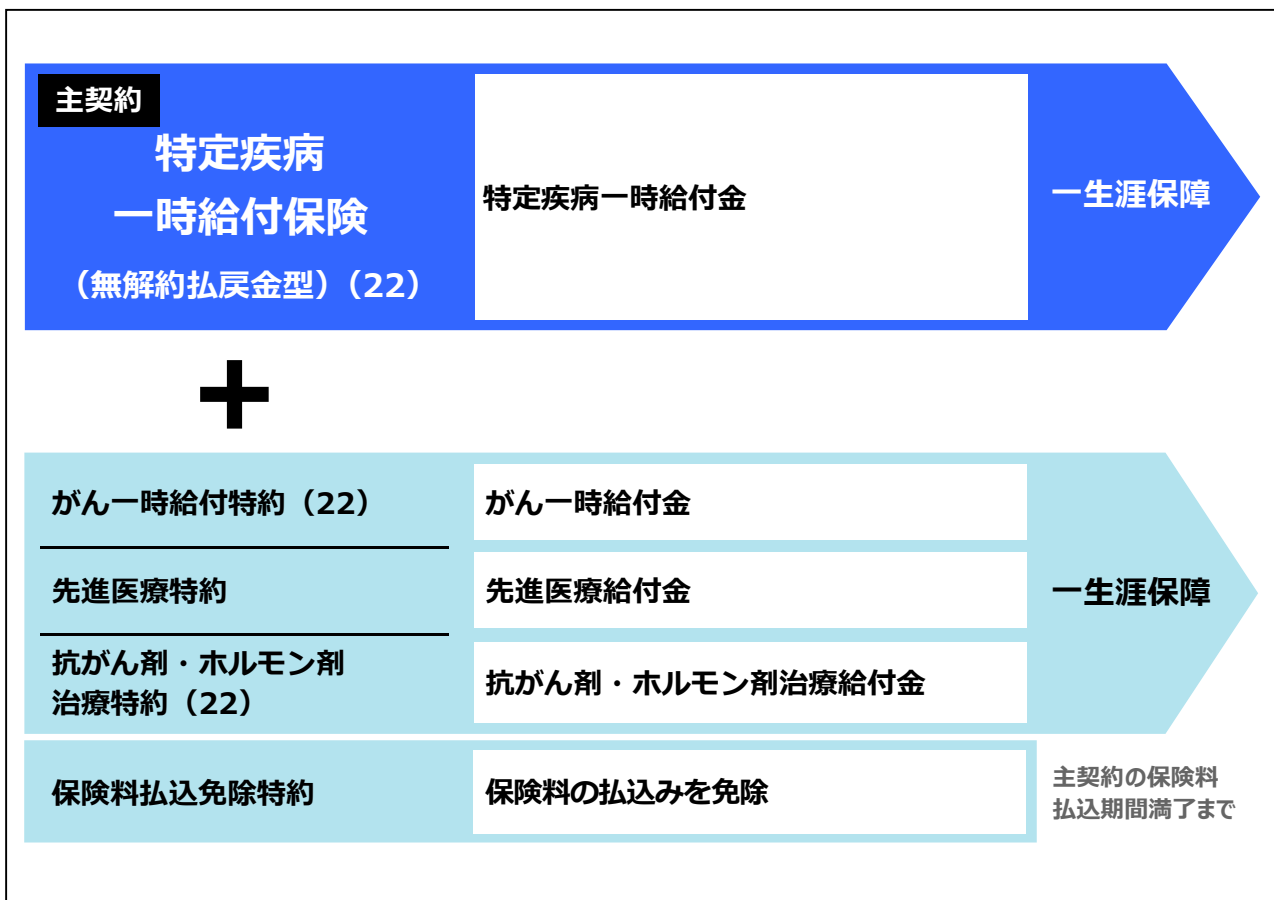 主契約
特定疾病
一時給付保険
（無解約払戻金型）（22）
特定疾病一時給付金
一生涯保障
＋
がん一時給付特約（22）
がん一時給付金
先進医療特約
先進医療給付金
一生涯保障
抗がん剤・ホルモン剤
治療特約（22）
抗がん剤・ホルモン剤治療給付金
保険料払込免除特約
保険料の払込みを免除
主契約の保険料
払込期間満了まで